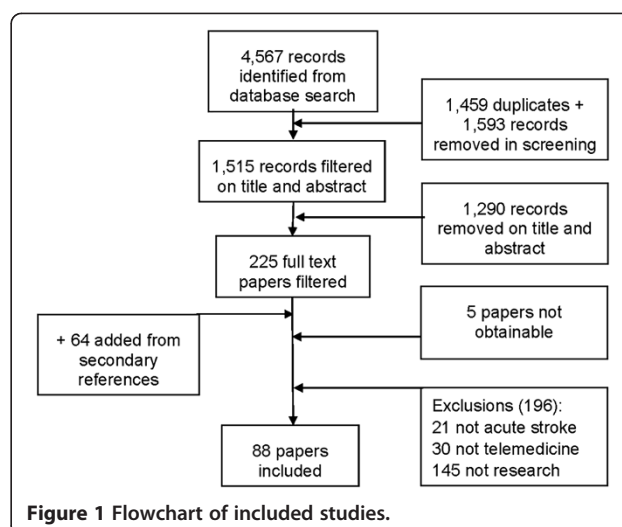 4,567 records
identified from
database search
1,459 duplicates +
1,593 records
removed in screening
1,515 records filtered
on title and abstract
1,290 records
removed on title and
abstract
225 full text
papers filtered
5 papers not
obtainable
+ 64 added from
secondary
references
Exclusions (196):
21 not acute stroke
30 not telemedicine
145 not research
88 papers
included
Figure 1 Flowchart of included studies.